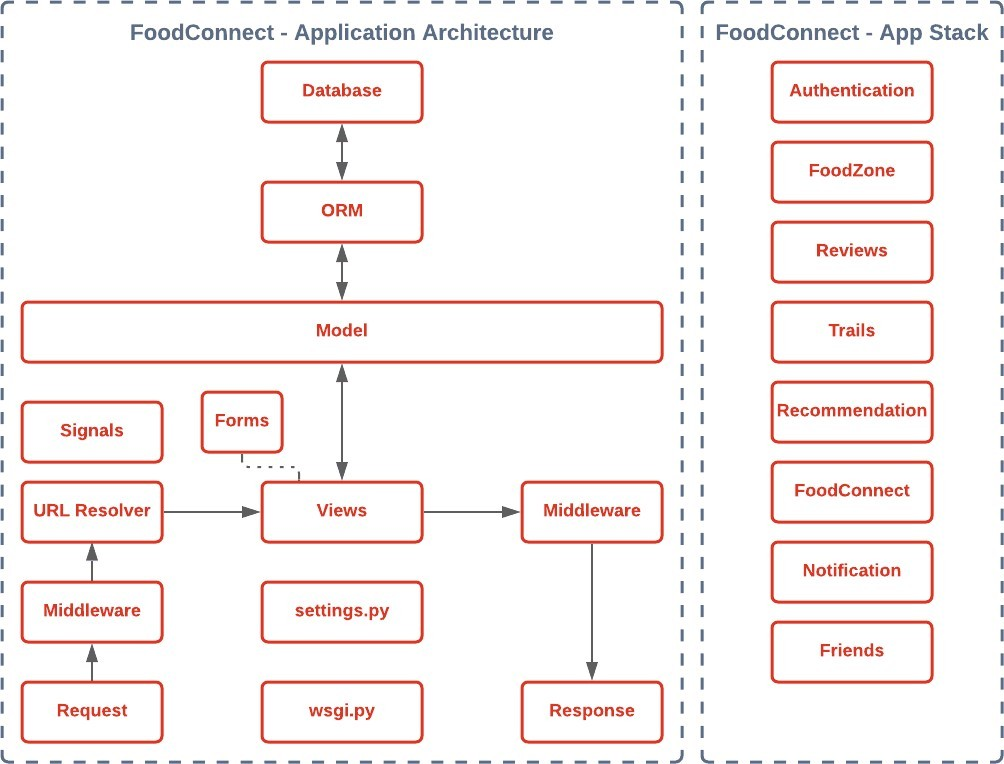 FoodConnect - Application Architecture
Database
ORM
Model
Signals
Forms
URL Resolver
Views
Middleware
Middleware
settings.py
Request
wsgi.py
Response
FoodConnect - App Stack
Authentication
FoodZone
Reviews
Trails
Recommendation
FoodConnect
Notification
Friends